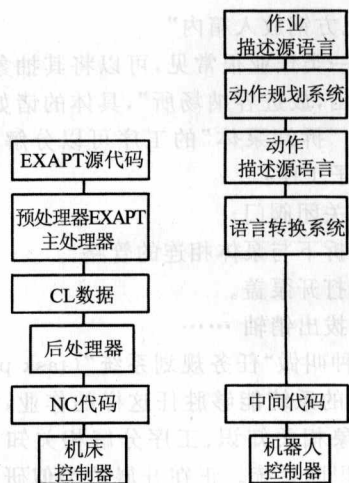 EXAPT源代码
预处理器EXAPT
主处理器
CL数据
后处理器
NC代码
机床
控制器
作业
描述源语言
动作规划系统
动作
描述源语言
语言转换系统
中间代码
机器人
控制器